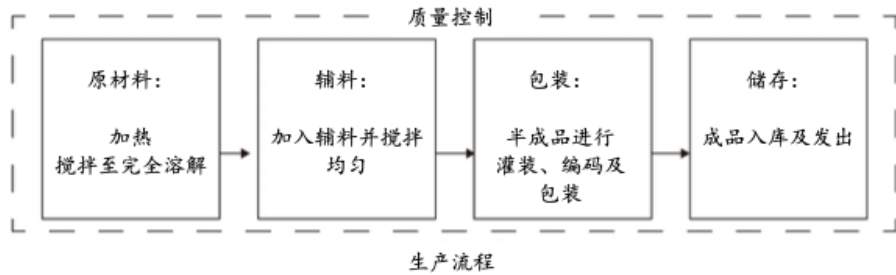 质量控制
原材料：
加热
搅拌至完全溶解
辅料：
加入辅料并搅拌
均匀
包装：
半成品进行
灌装、编码及
包装
储存：
成品入库及发出
生产流程